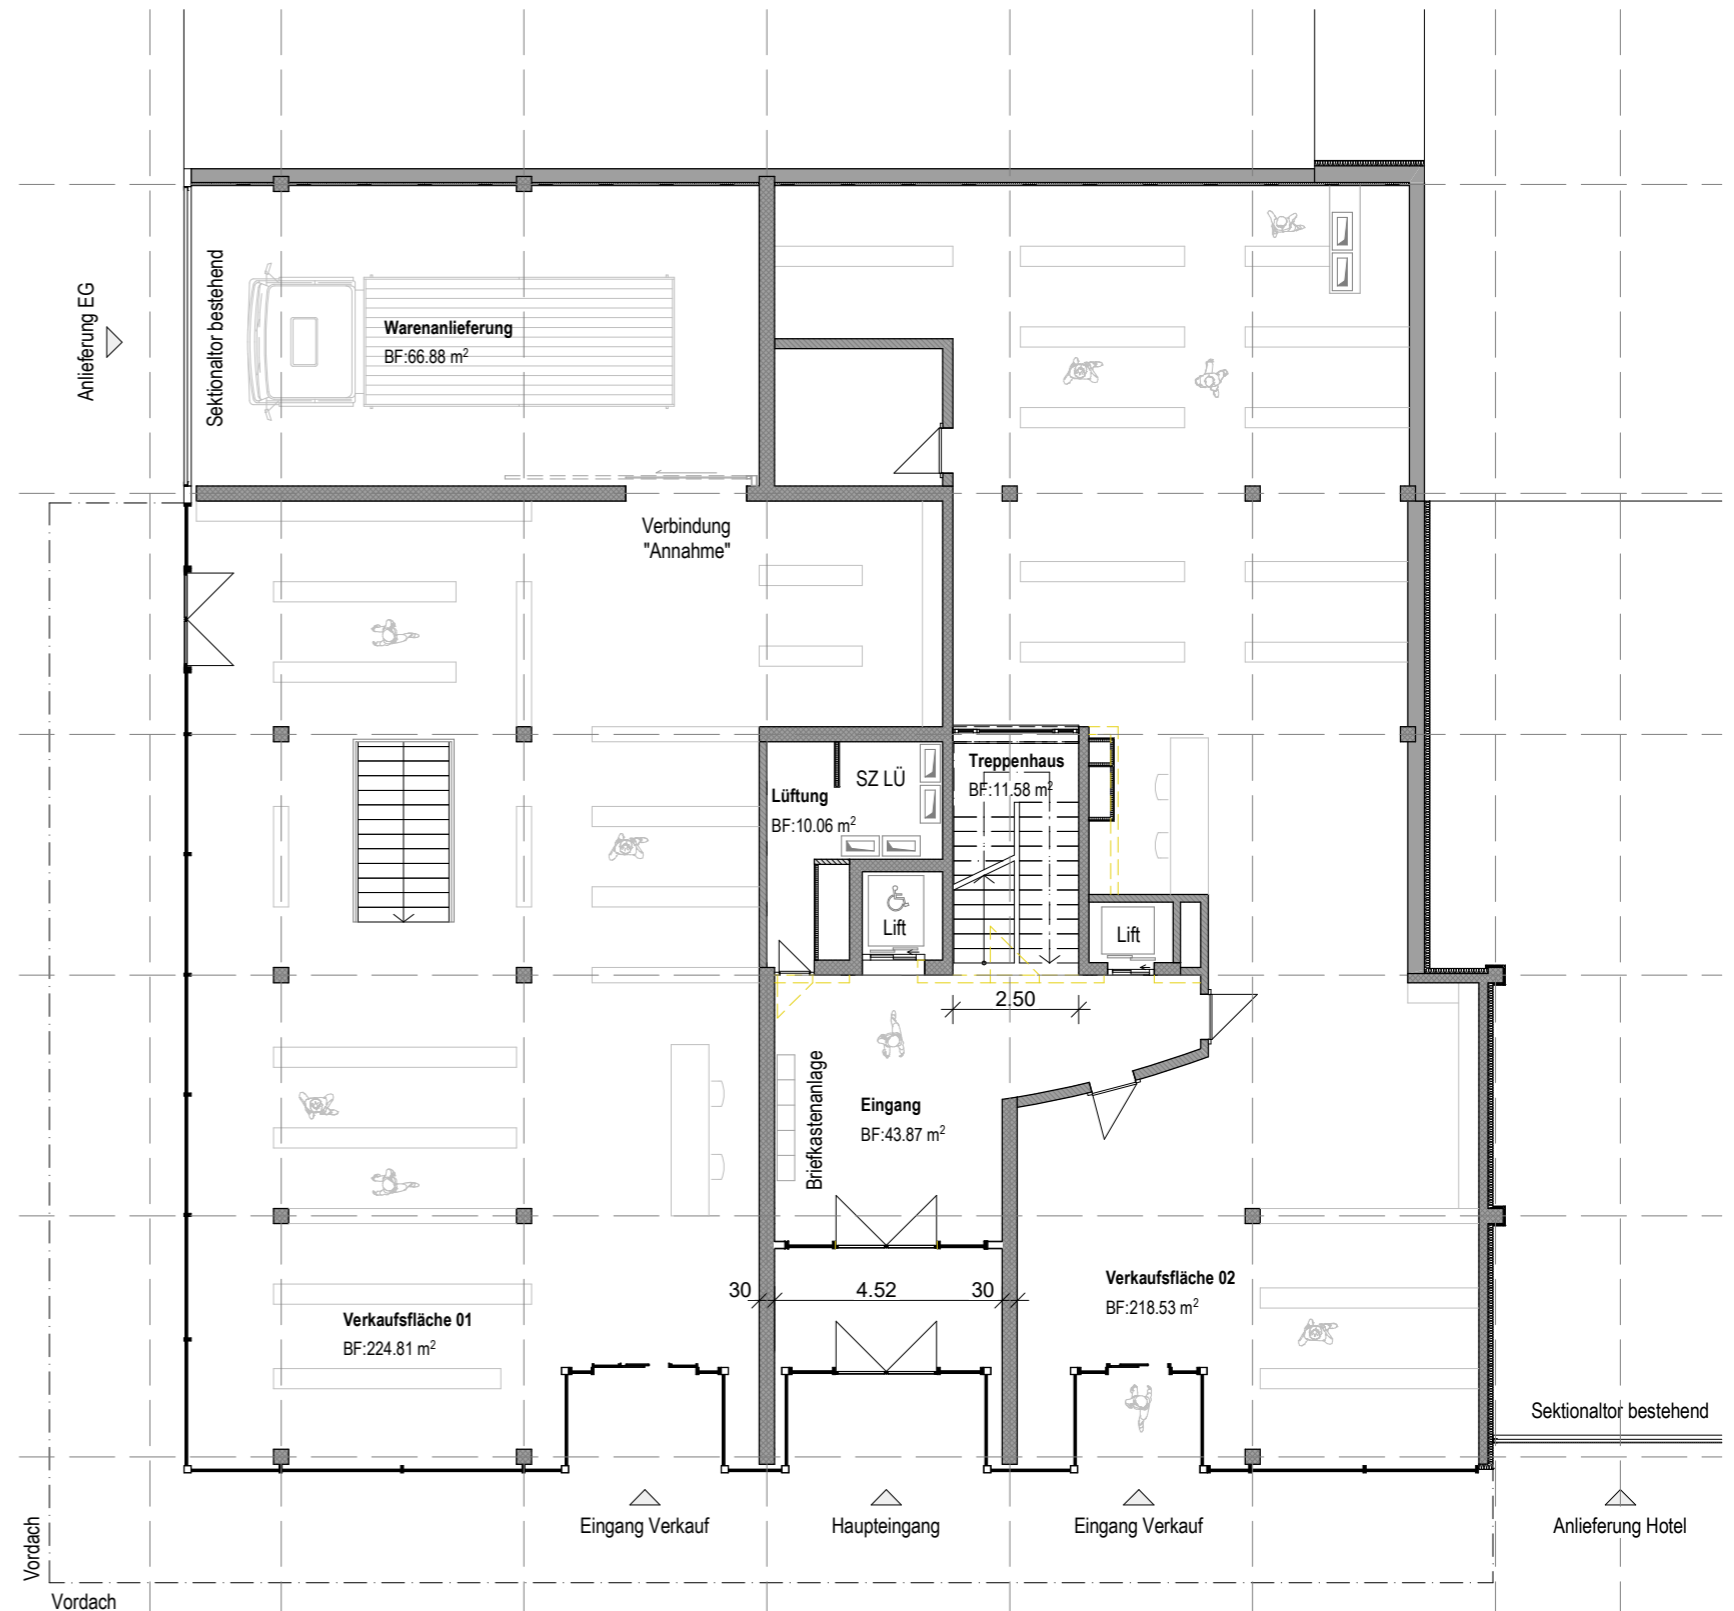 Anlieferung EG
Sektionaltor bestehend
Warenanlieferung
BF:66.88 m²
Verbindung
"Annahme"
Treppenhaus
BF:11.58 m²
SZ LÜ
Lüftung
BF:10.06 m²
Lift
Lift
2.50
Briefkastenanlage
Eingang
BF:43.87 m²
30
4.52
30
Verkaufsfläche 01
BF:224.81 m²
Verkaufsfläche 02
BF:218.53 m²
Sektionaltor bestehend
Eingang Verkauf
Haupteingang
Eingang Verkauf
Anlieferung Hotel
Vordach
Vordach